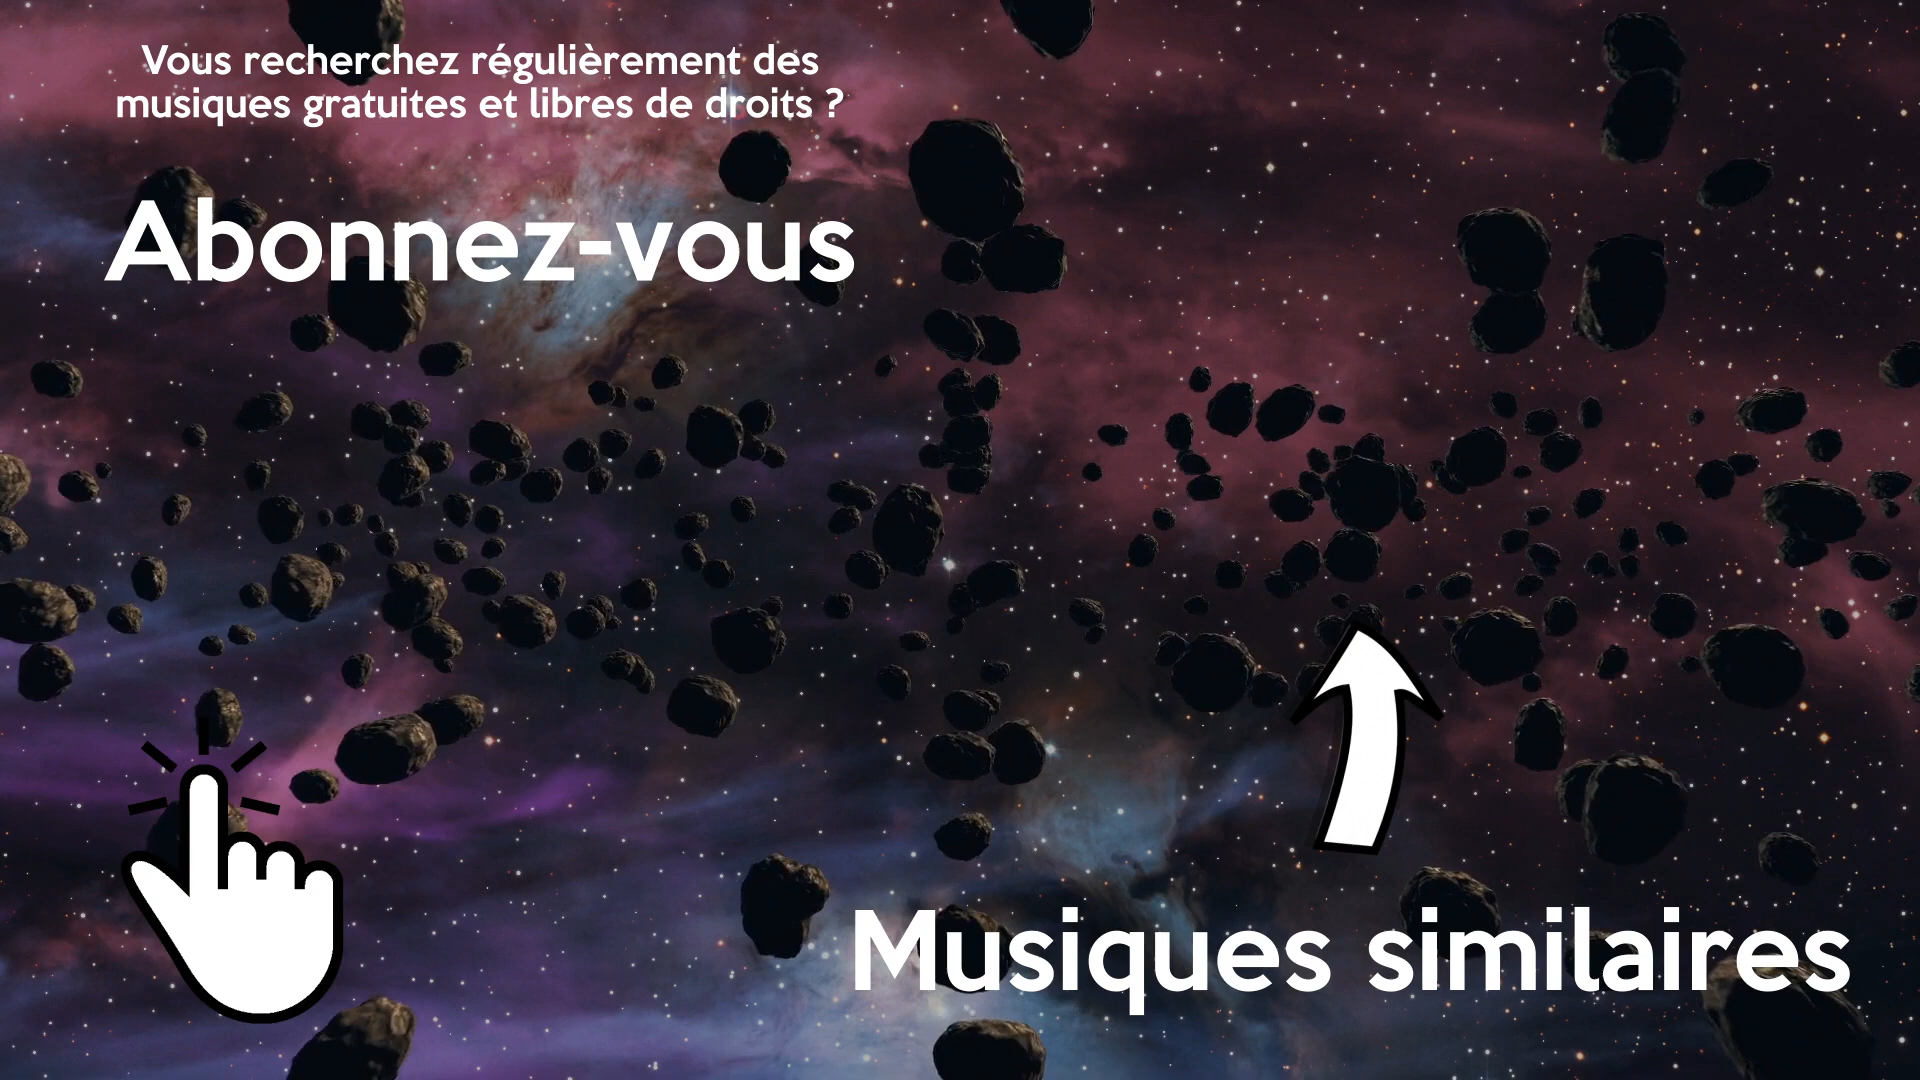 Vous recherchez régulièrement des
musiques gratuites et libres de droits ?
Abonnez-vous
Musiques similaires